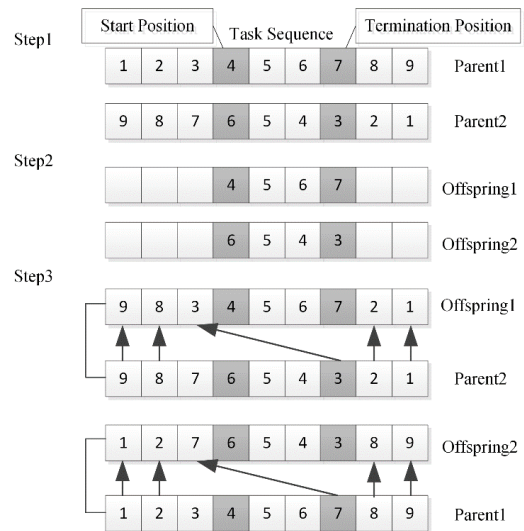 Start Position
Task Sequence
Termination Position
Step1
1 2 3 4 5 6 7 8 9 Parent1
9 8 7 6 5 4 3 2 1 Parent2
Step2
4 5 6 7 Offspring1
6 5 4 3 Offspring2
Step3
9 8 3 4 5 6 7 2 1 Offspring1
9 8 7 6 5 4 3 2 1 Parent2
1 2 7 6 5 4 3 8 9 Offspring2
1 2 3 4 5 6 7 8 9 Parent1